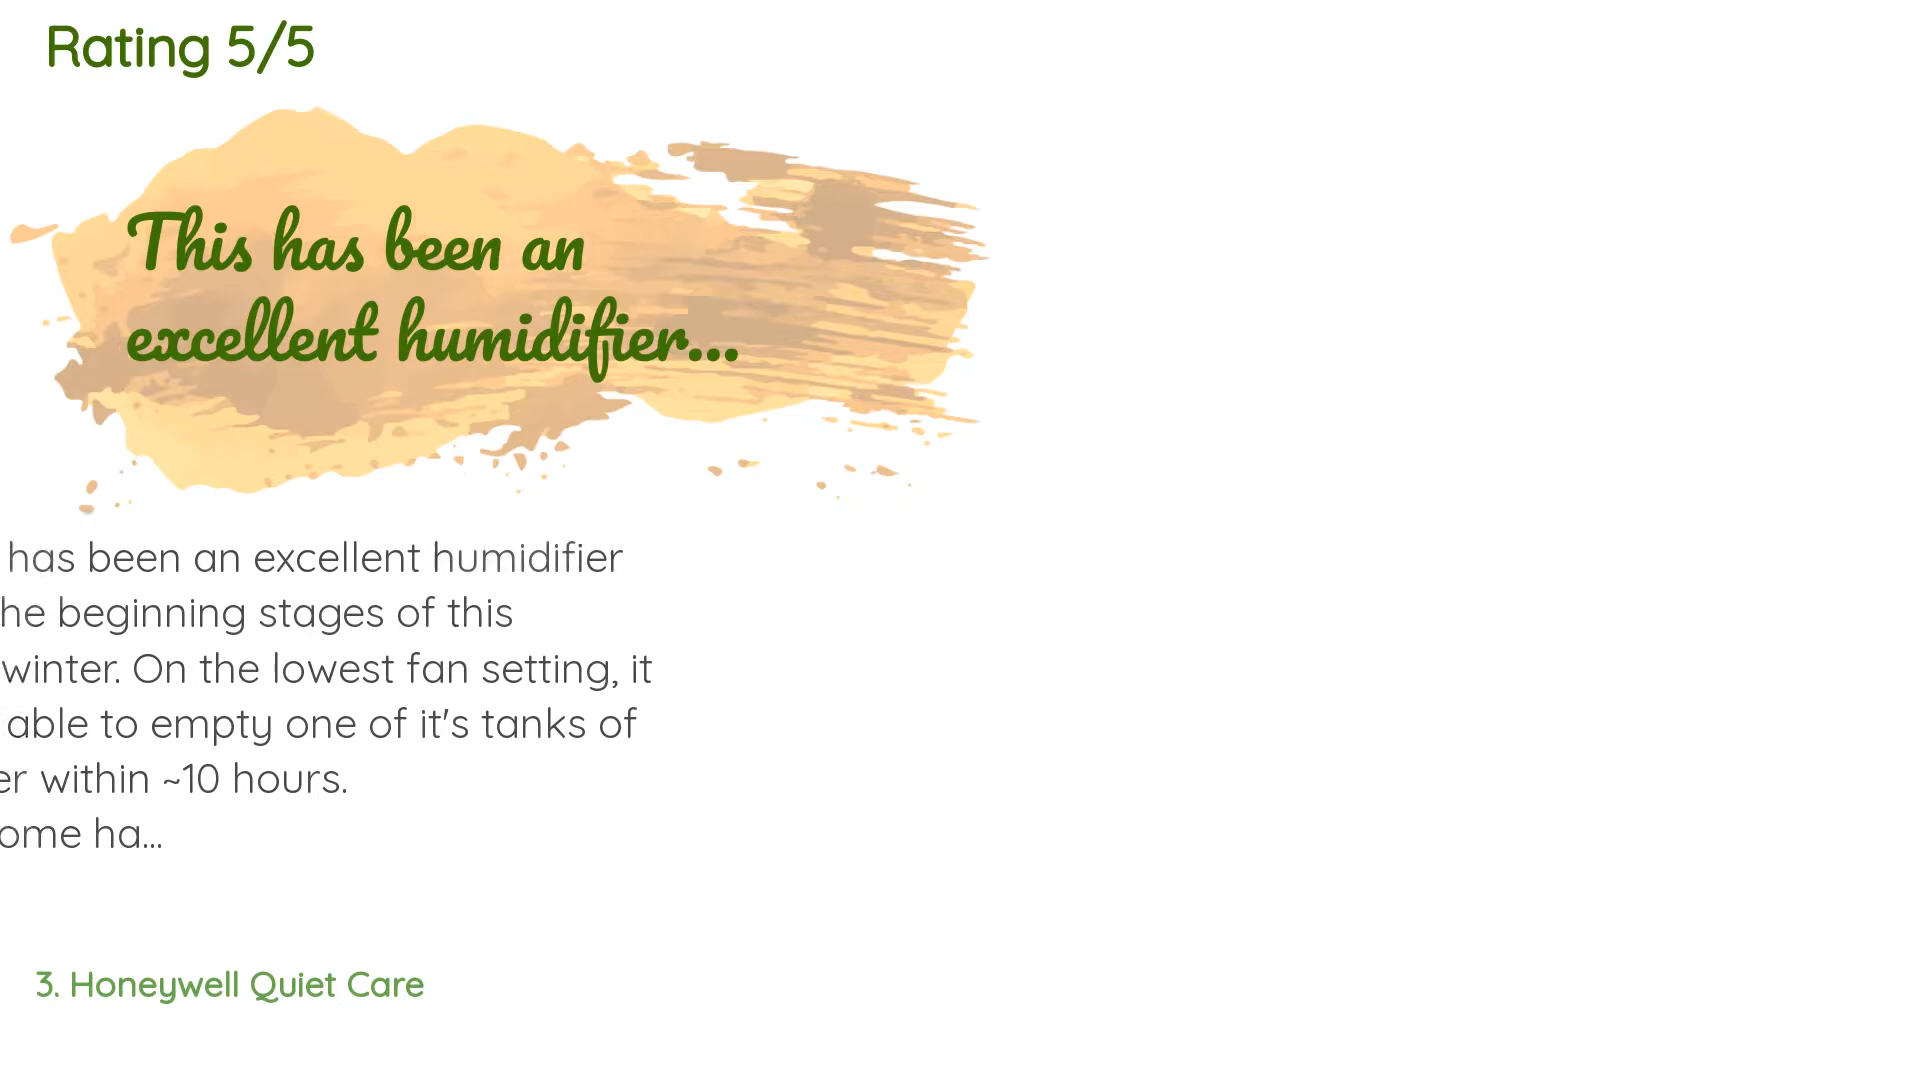 Rating 5/5
This has been an
excellent humidifier...
has been an excellent humidifier
he beginning stages of this
winter. On the lowest fan setting, it
able to empty one of it's tanks of
er within ~10 hours.
ome ha...
3. Honeywell Quiet Care